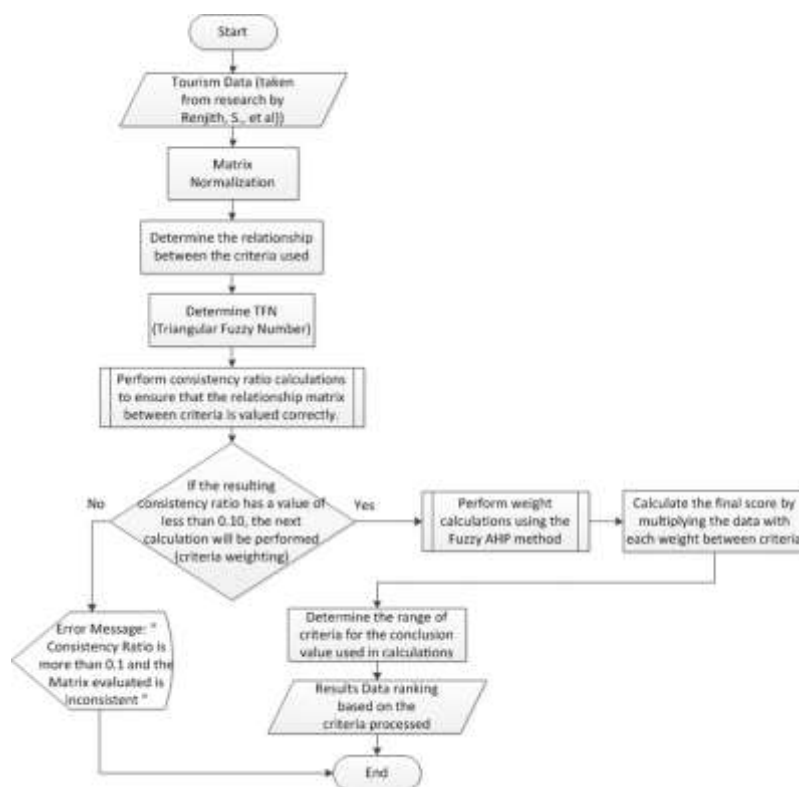 Start
Tourism Data (taken
from research by
Renjith, S., et al))
Matrix
Normalization
Determine the relationship
between the criteria used
Determine TFN
(Triangular Fuzzy Number)
Perform consistency ratio calculations
to ensure that the relationship matrix
between criteria is valued correctly.
If the resulting
consistency ratio has a value of
less than 0.10, the next
calculation will be performed
(criteria weighting)
No
Yes
Perform weight
calculations using the
Fuzzy AHP method
Calculate the final score by
multiplying the data with
each weight between criteria
Error Message: "
Consistency Ratio is
more than 0.1 and the
Matrix evaluated is
inconsistent "
Determine the range of
criteria for the conclusion
value used in calculations
Results Data ranking
based on the
criteria processed
End